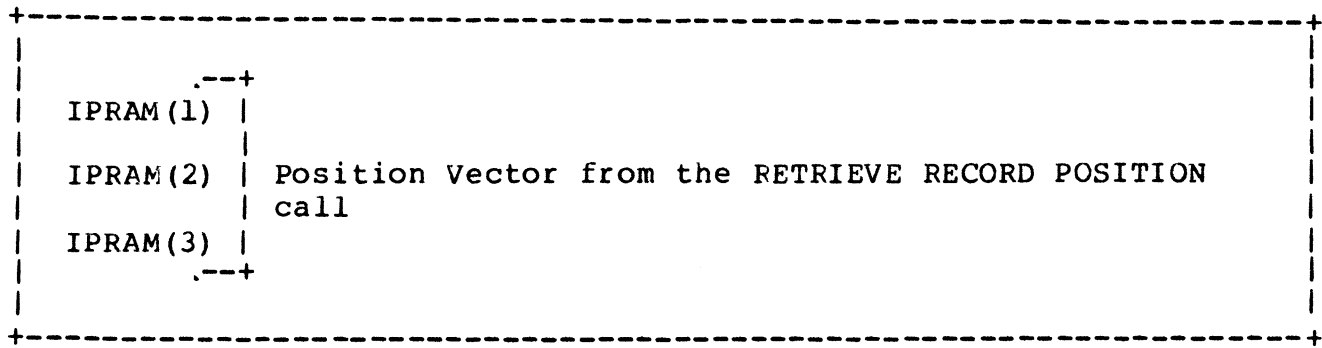 IPRAM(1)
IPRAM(2) Position Vector from the RETRIEVE RECORD POSITION
call
IPRAM(3)